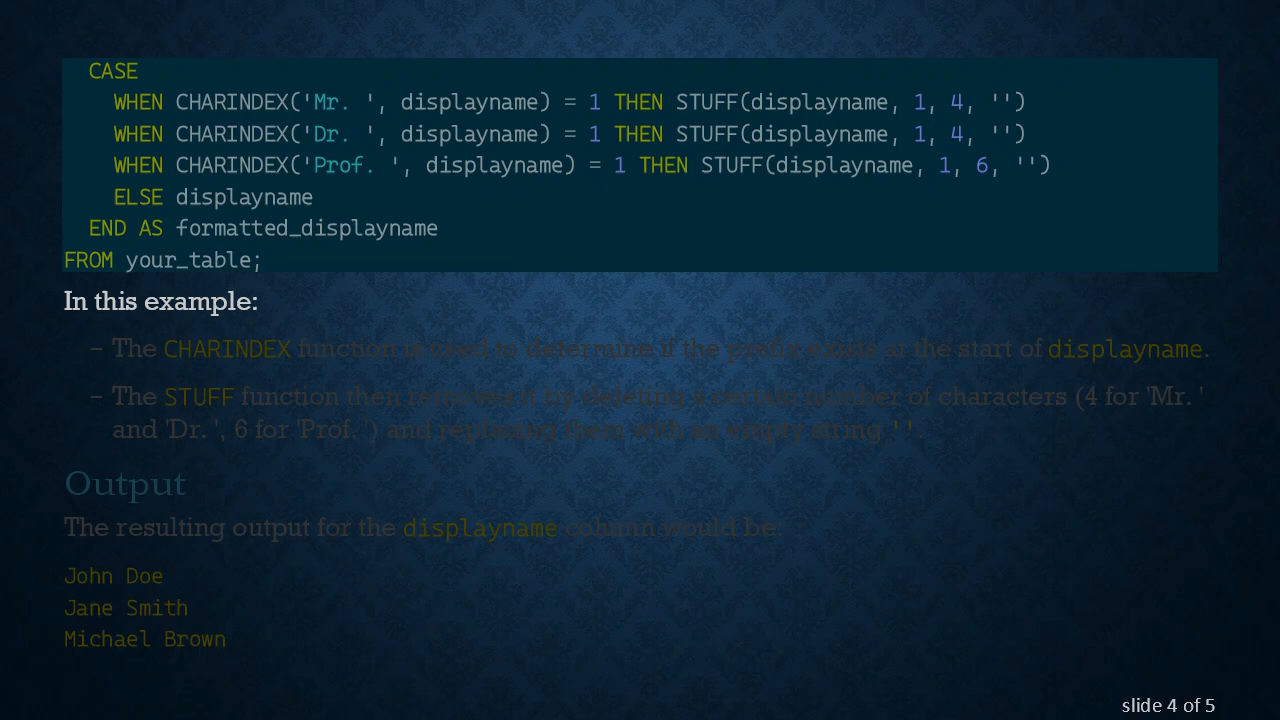 CASE
WHEN CHARINDEX('Mr. ', displayname) = 1 THEN STUFF(displayname, 1, 4, '')
WHEN CHARINDEX('Dr. ', displayname) = 1 THEN STUFF(displayname, 1, 4, '')
WHEN CHARINDEX('Prof. ', displayname) = 1 THEN STUFF(displayname, 1, 6, '')
ELSE displayname
END AS formatted_displayname
FROM your_table;
In this example:
– The CHARINDEX function is used to determine if the prefix exists at the start of displayname.
– The STUFF function then removes it by deleting a certain number of characters (4 for 'Mr. '
and 'Dr. ', 6 for 'Prof. ') and replacing them with an empty string ''.
Output
The resulting output for the displayname column would be:
John Doe
Jane Smith
Michael Brown
slide 4 of 5